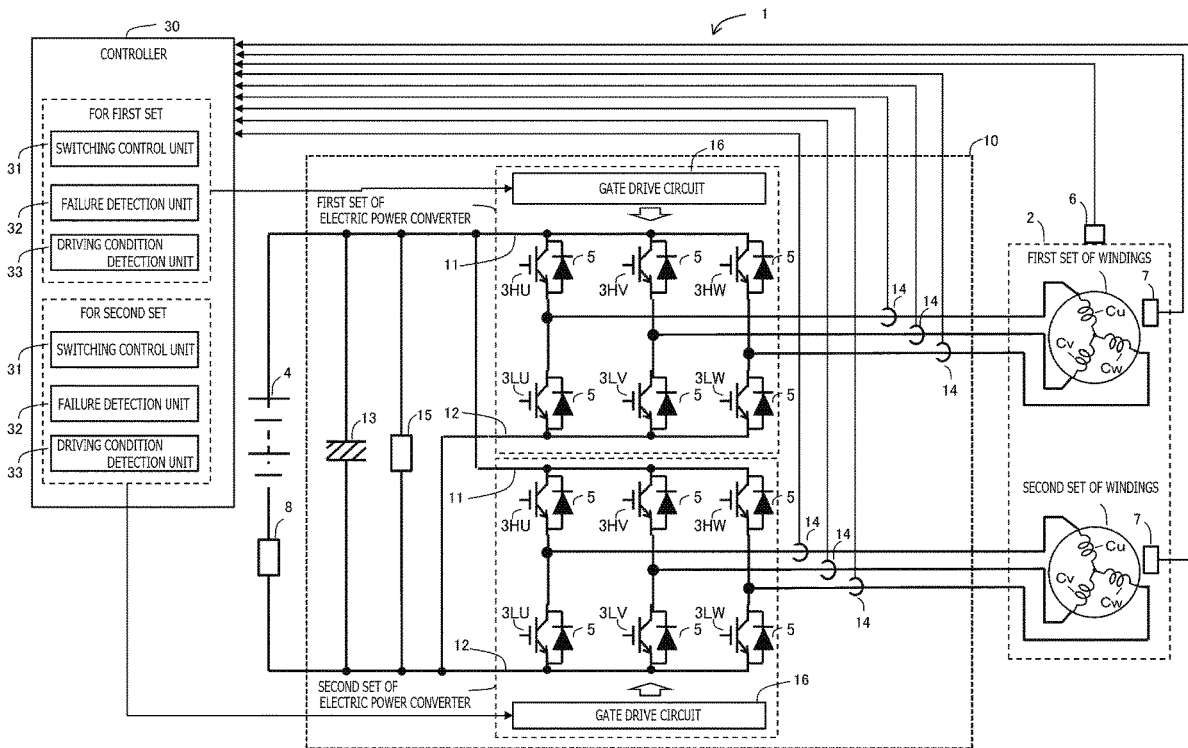 1
30
CONTROLLER
FOR FIRST SET
SWITCHING CONTROL UNIT
31
FAILURE DETECTION UNIT
32
DRIVING CONDITION
DETECTION UNIT
33
FOR SECOND SET
SWITCHING CONTROL UNIT
31
FAILURE DETECTION UNIT
32
DRIVING CONDITION
DETECTION UNIT
33
4
8
13
15
10
FIRST SET OF
ELECTRIC POWER CONVERTER
16
GATE DRIVE CIRCUIT
11
3HU
5
3HV
5
3HW
5
14
14
14
3LU
5
3LV
5
3LW
5
12
11
3HU
5
3HV
5
3HW
5
14
14
14
3LU
5
3LV
5
3LW
5
12
SECOND SET OF
ELECTRIC POWER CONVERTER
16
GATE DRIVE CIRCUIT
2
6
FIRST SET OF WINDINGS
7
Cu
Cv
Cw
SECOND SET OF WINDINGS
7
Cu
Cv
Cw